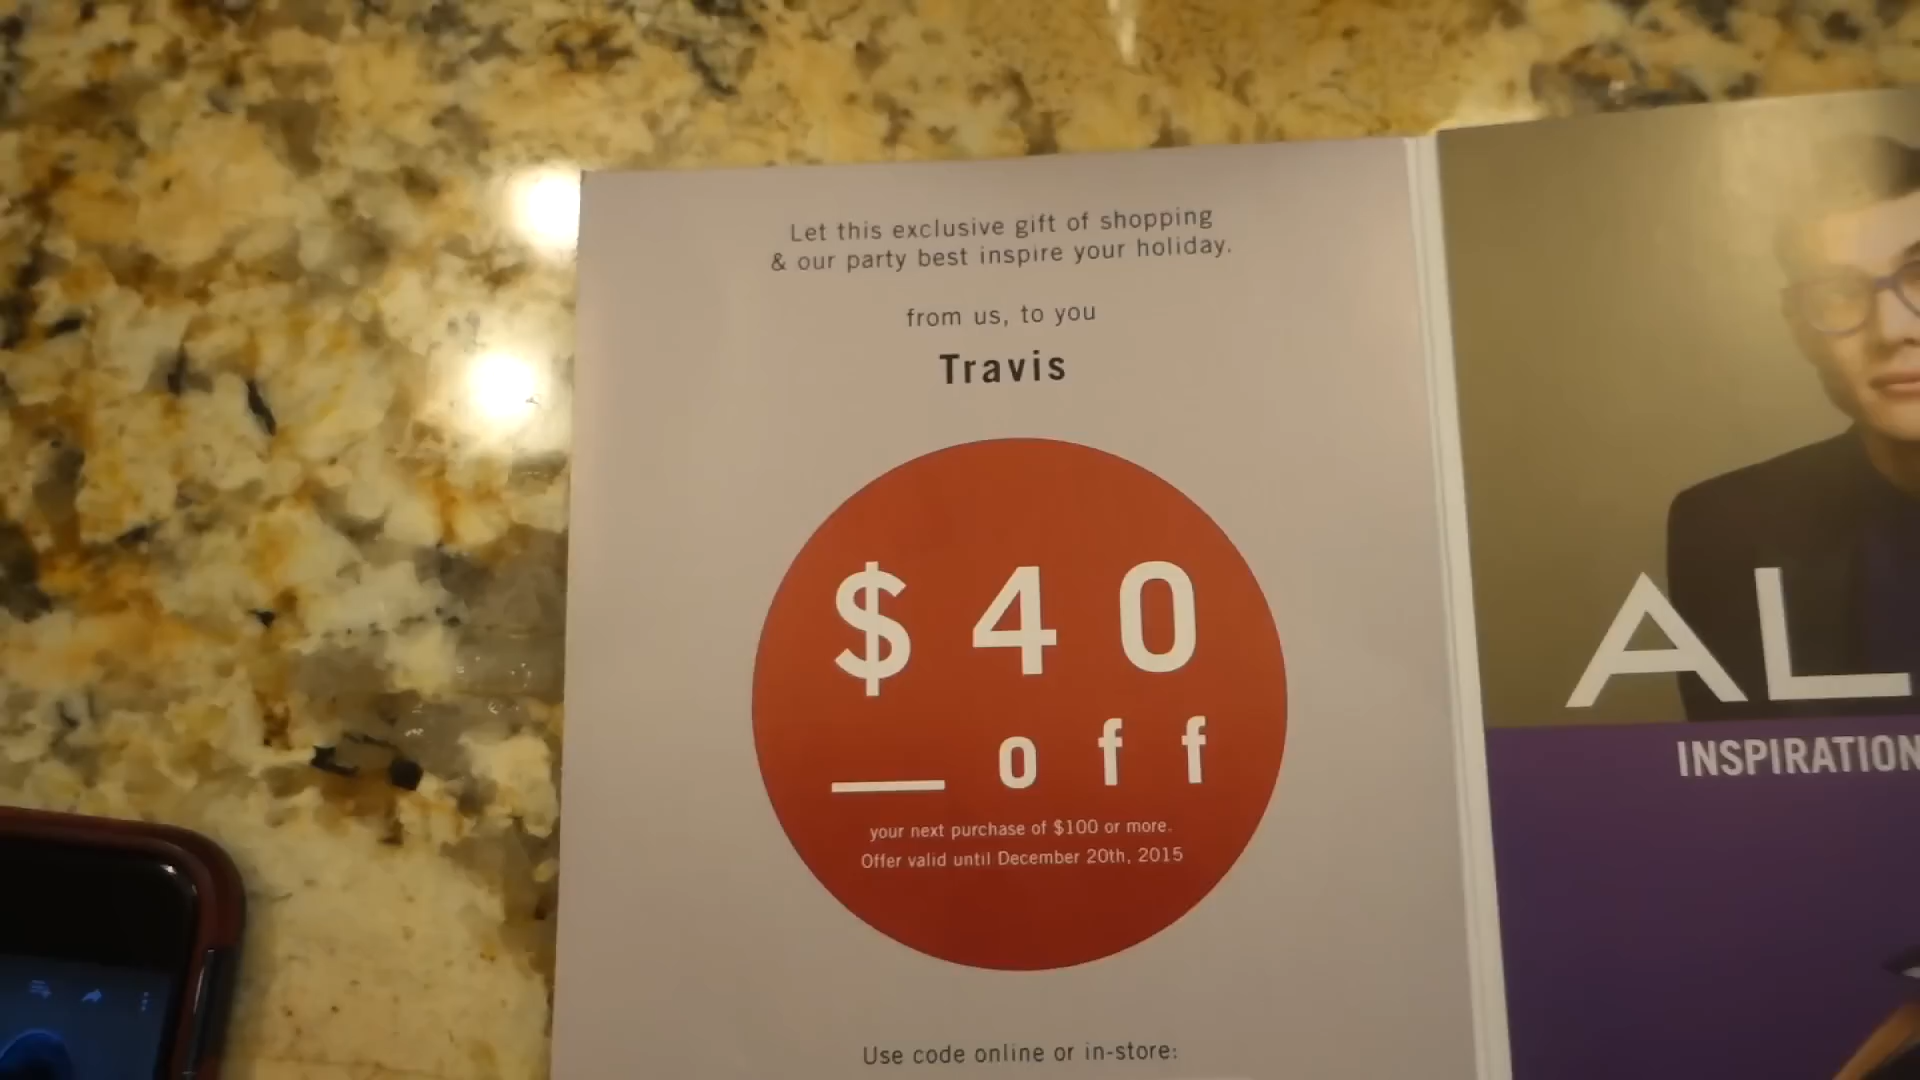 Let this exclusive gift of shopping
& our party best inspire your holiday.
from us, to you
Travis
$40
_off
your next purchase of $100 or more.
Offer valid until December 20th, 2015
Use code online or in-store:
AL
INSPIRATION